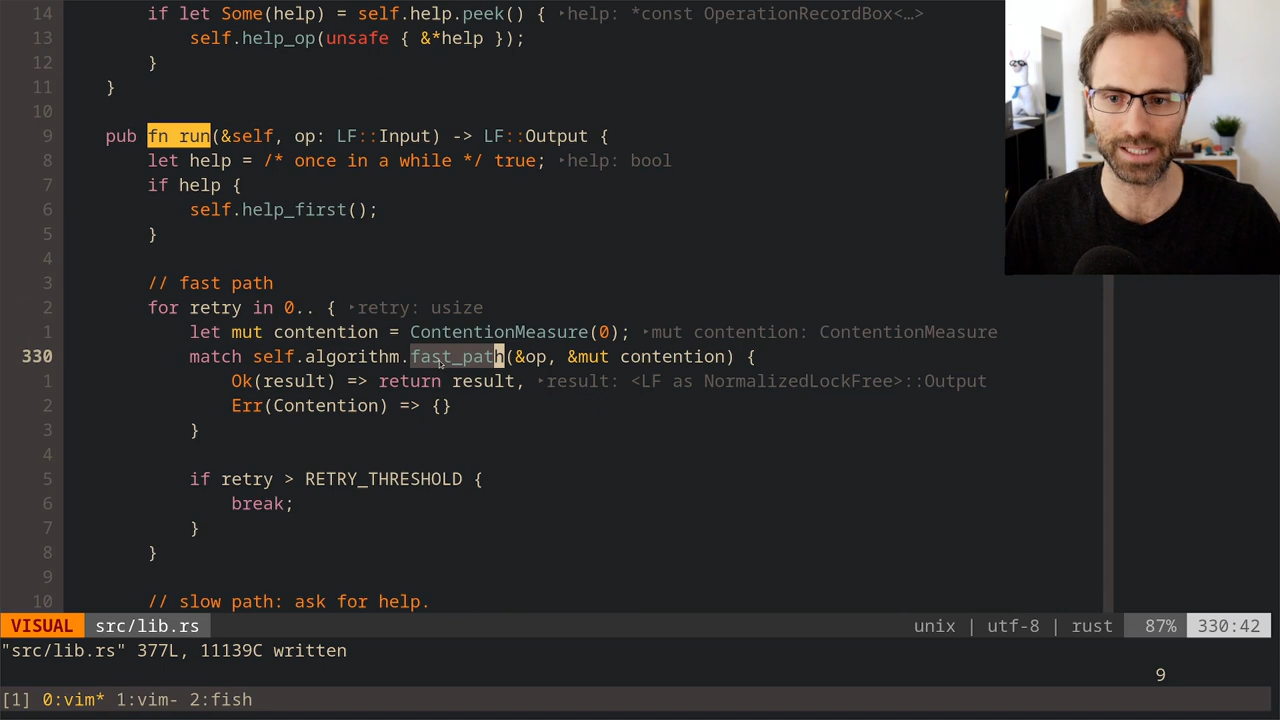 14 if let Some(help) = self.help.peek() { ‣help: *const OperationRecordBox<…>
13 self.help_op(unsafe { &*help });
12 }
11 }
10
9 pub fn run(&self, op: LF::Input) -> LF::Output {
8 let help = /* once in a while */ true; ‣help: bool
7 if help {
6 self.help_first();
5 }
4
3 // fast path
2 for retry in 0.. { ‣retry: usize
1 let mut contention = ContentionMeasure(0); ‣mut contention: ContentionMeasure
330 match self.algorithm.fast_path(&op, &mut contention) {
1 Ok(result) => return result, ‣result: <LF as NormalizedLockFree>::Output
2 Err(Contention) => {}
3 }
4
5 if retry > RETRY_THRESHOLD {
6 break;
7 }
8 }
9
10 // slow path: ask for help.
VISUAL src/lib.rs unix | utf-8 | rust 87% 330:42
"src/lib.rs" 377L, 11139C written
9
[1] 0:vim* 1:vim- 2:fish